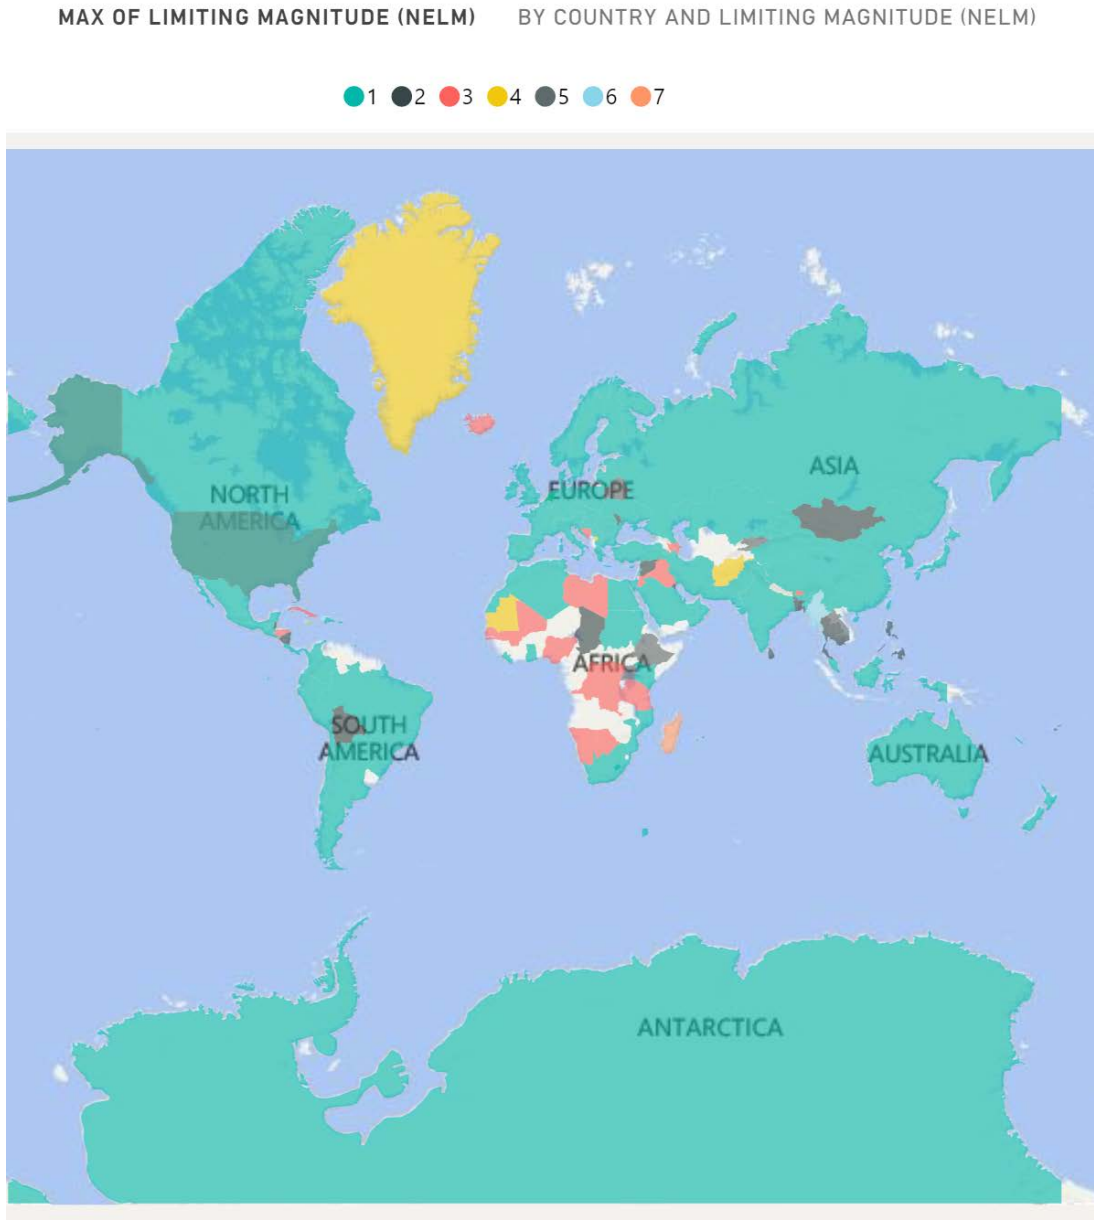 MAX OF LIMITING MAGNITUDE (NELM) BY COUNTRY AND LIMITING MAGNITUDE (NELM)
1 2 3 4 5 6 7
NORTH
AMERICA
EUROPE
ASIA
AFRICA
SOUTH
AMERICA
AUSTRALIA
ANTARCTICA